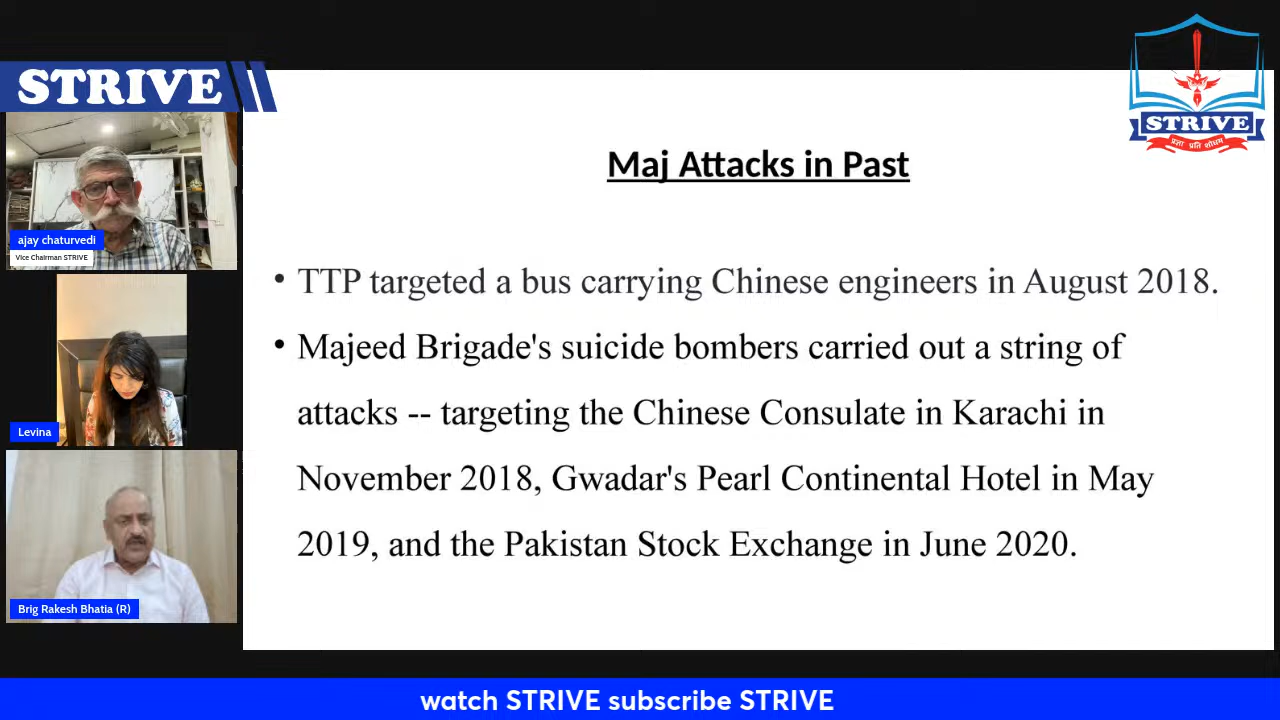 STRIVE
STRIVE
प्रज्ञा प्रति शोधम
Maj Attacks in Past
ajay chaturvedi
Vice Chairman STRIVE
Levina
Brig Rakesh Bhatia (R)
• TTP targeted a bus carrying Chinese engineers in August 2018.
• Majeed Brigade's suicide bombers carried out a string of
attacks -- targeting the Chinese Consulate in Karachi in
November 2018, Gwadar's Pearl Continental Hotel in May
2019, and the Pakistan Stock Exchange in June 2020.
watch STRIVE subscribe STRIVE